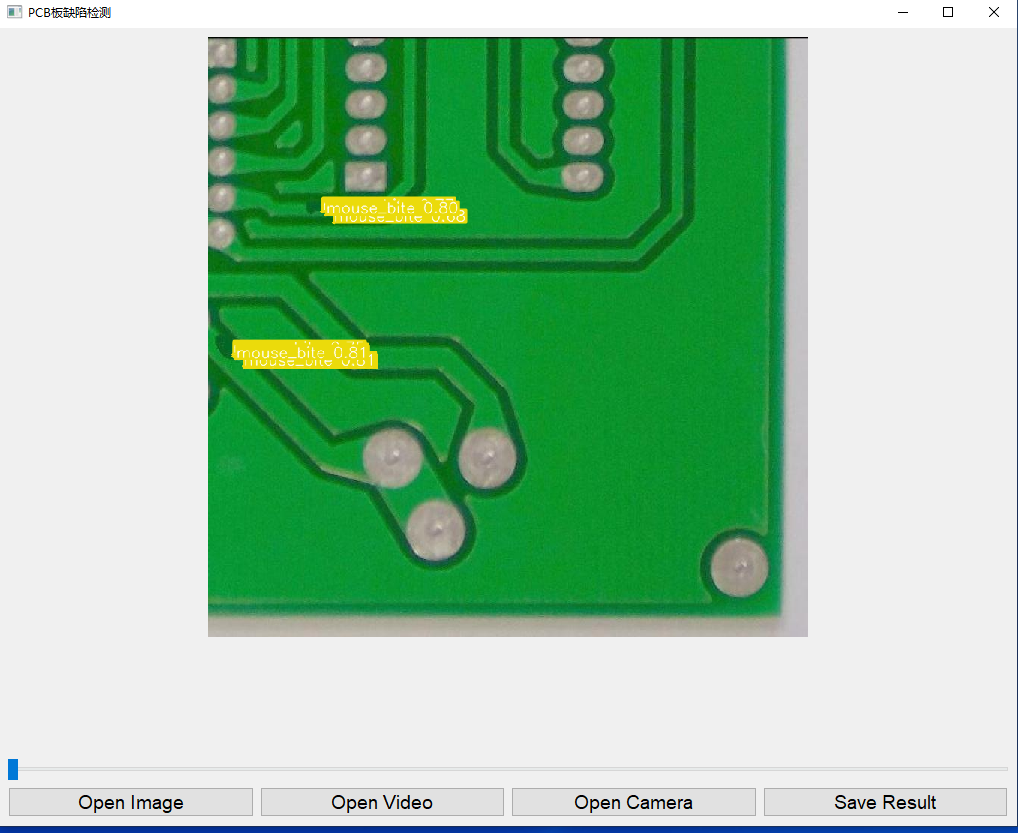 PCB板缺陷检测
mouse_bite 0.80
mouse_bite 0.68
mouse_bite 0.81
mouse_bite 0.81
Open Image
Open Video
Open Camera
Save Result